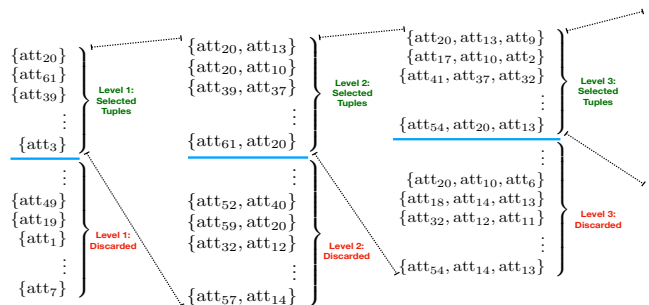 {att₂₀}
{att₆₁}
{att₃₉}
⋮
{att₃}
⋮
{att₄₉}
{att₁₉}
{att₁}
⋮
{att₇}
Level 1:
Selected
Tuples
Level 1:
Discarded
{att₂₀, att₁₃}
{att₂₀, att₁₀}
{att₃₉, att₃₇}
⋮
{att₆₁, att₂₀}
⋮
{att₅₂, att₄₀}
{att₅₉, att₂₀}
{att₃₂, att₁₂}
⋮
{att₅₇, att₁₄}
Level 2:
Selected
Tuples
Level 2:
Discarded
{att₂₀, att₁₃, att₉}
{att₁₇, att₁₀, att₂}
{att₄₁, att₃₇, att₃₂}
⋮
{att₅₄, att₂₀, att₁₃}
⋮
{att₂₀, att₁₀, att₆}
{att₁₈, att₁₄, att₁₃}
{att₃₂, att₁₂, att₁₁}
⋮
{att₅₄, att₁₄, att₁₃}
Level 3:
Selected
Tuples
Level 3:
Discarded